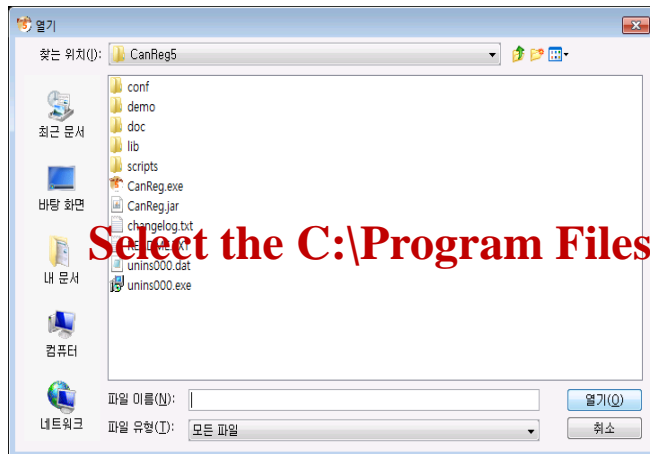 열기
찾는 위치(I): CanReg5
최근 문서
바탕 화면
내 문서
컴퓨터
네트워크
conf
demo
doc
lib
scripts
CanReg.exe
CanReg.jar
changelog.txt
README.TXT
unins000.dat
unins000.exe
Select the C:\Program Files
파일 이름(N):
열기(O)
파일 유형(T): 모든 파일
취소